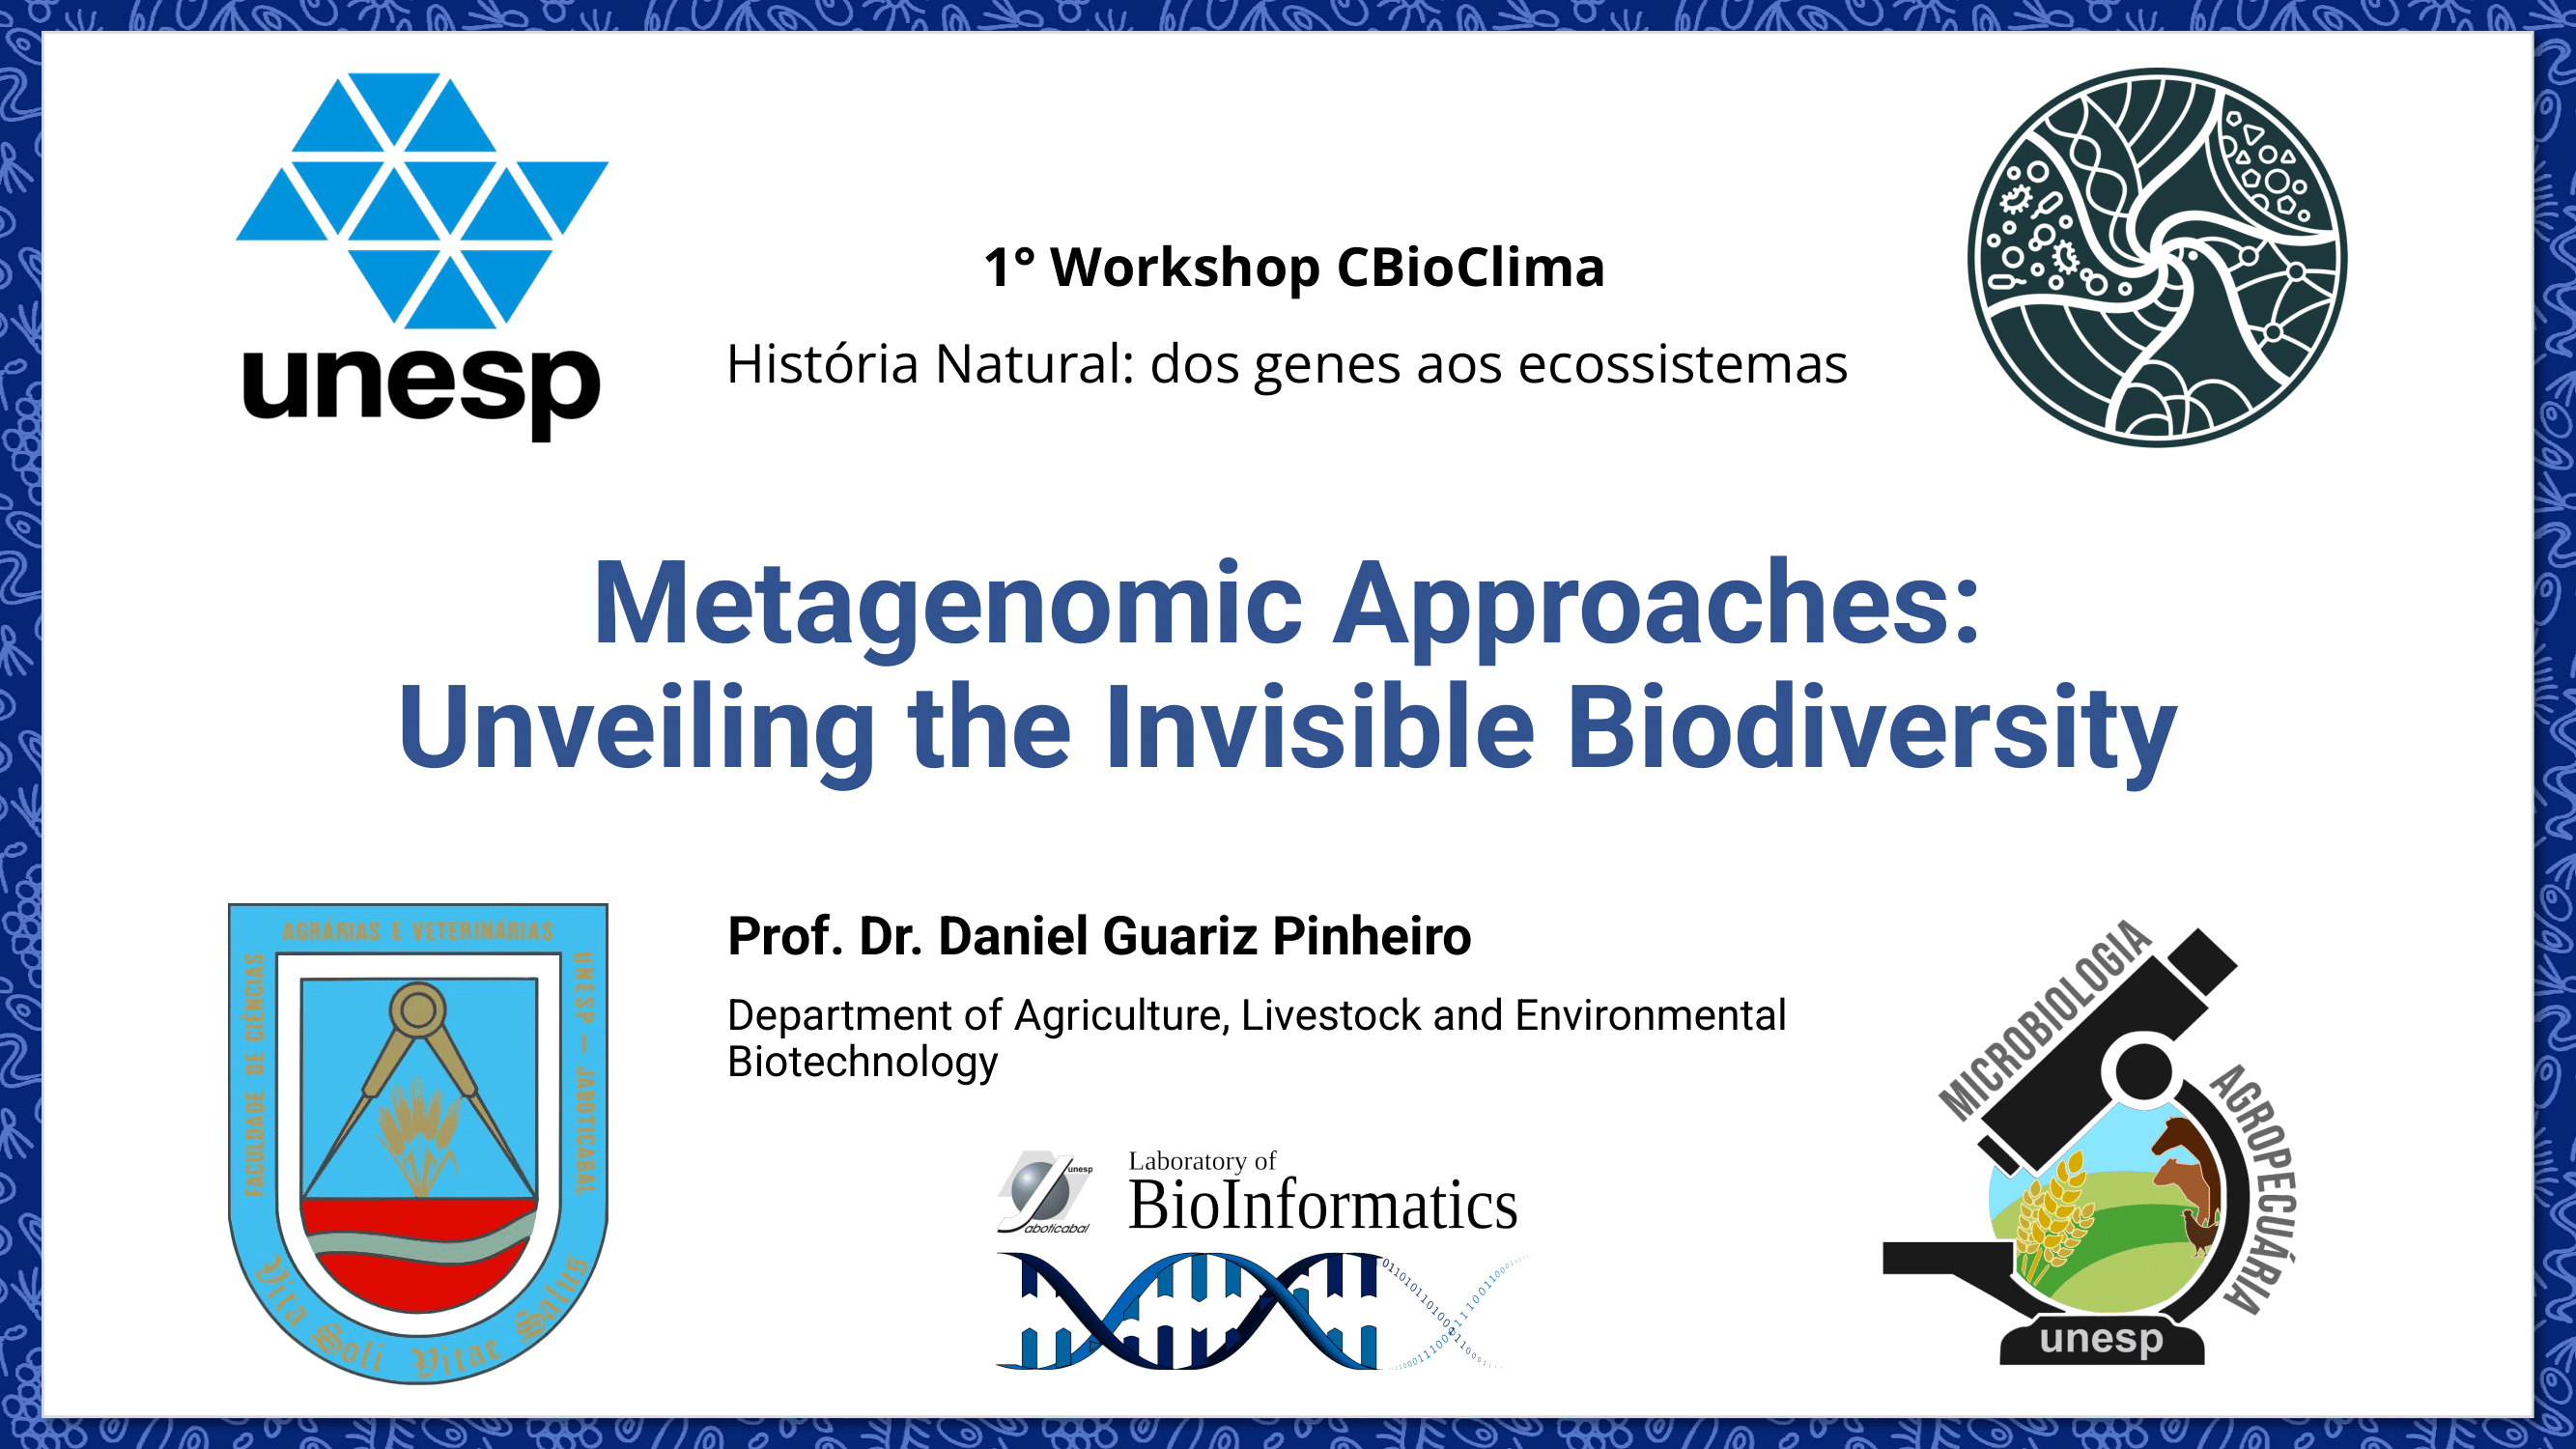 unesp
1° Workshop CBioClima
História Natural: dos genes aos ecossistemas
Metagenomic Approaches:
Unveiling the Invisible Biodiversity
AGRÁRIAS E VETERINÁRIAS
FACULDADE DE CIÊNCIAS
UNESP — JABOTICABAL
Vita Soli Vitae Salus
Prof. Dr. Daniel Guariz Pinheiro
Department of Agriculture, Livestock and Environmental
Biotechnology
unesp
Jaboticabal
Laboratory of
BioInformatics
MICROBIOLOGIA
AGROPECUÁRIA
unesp